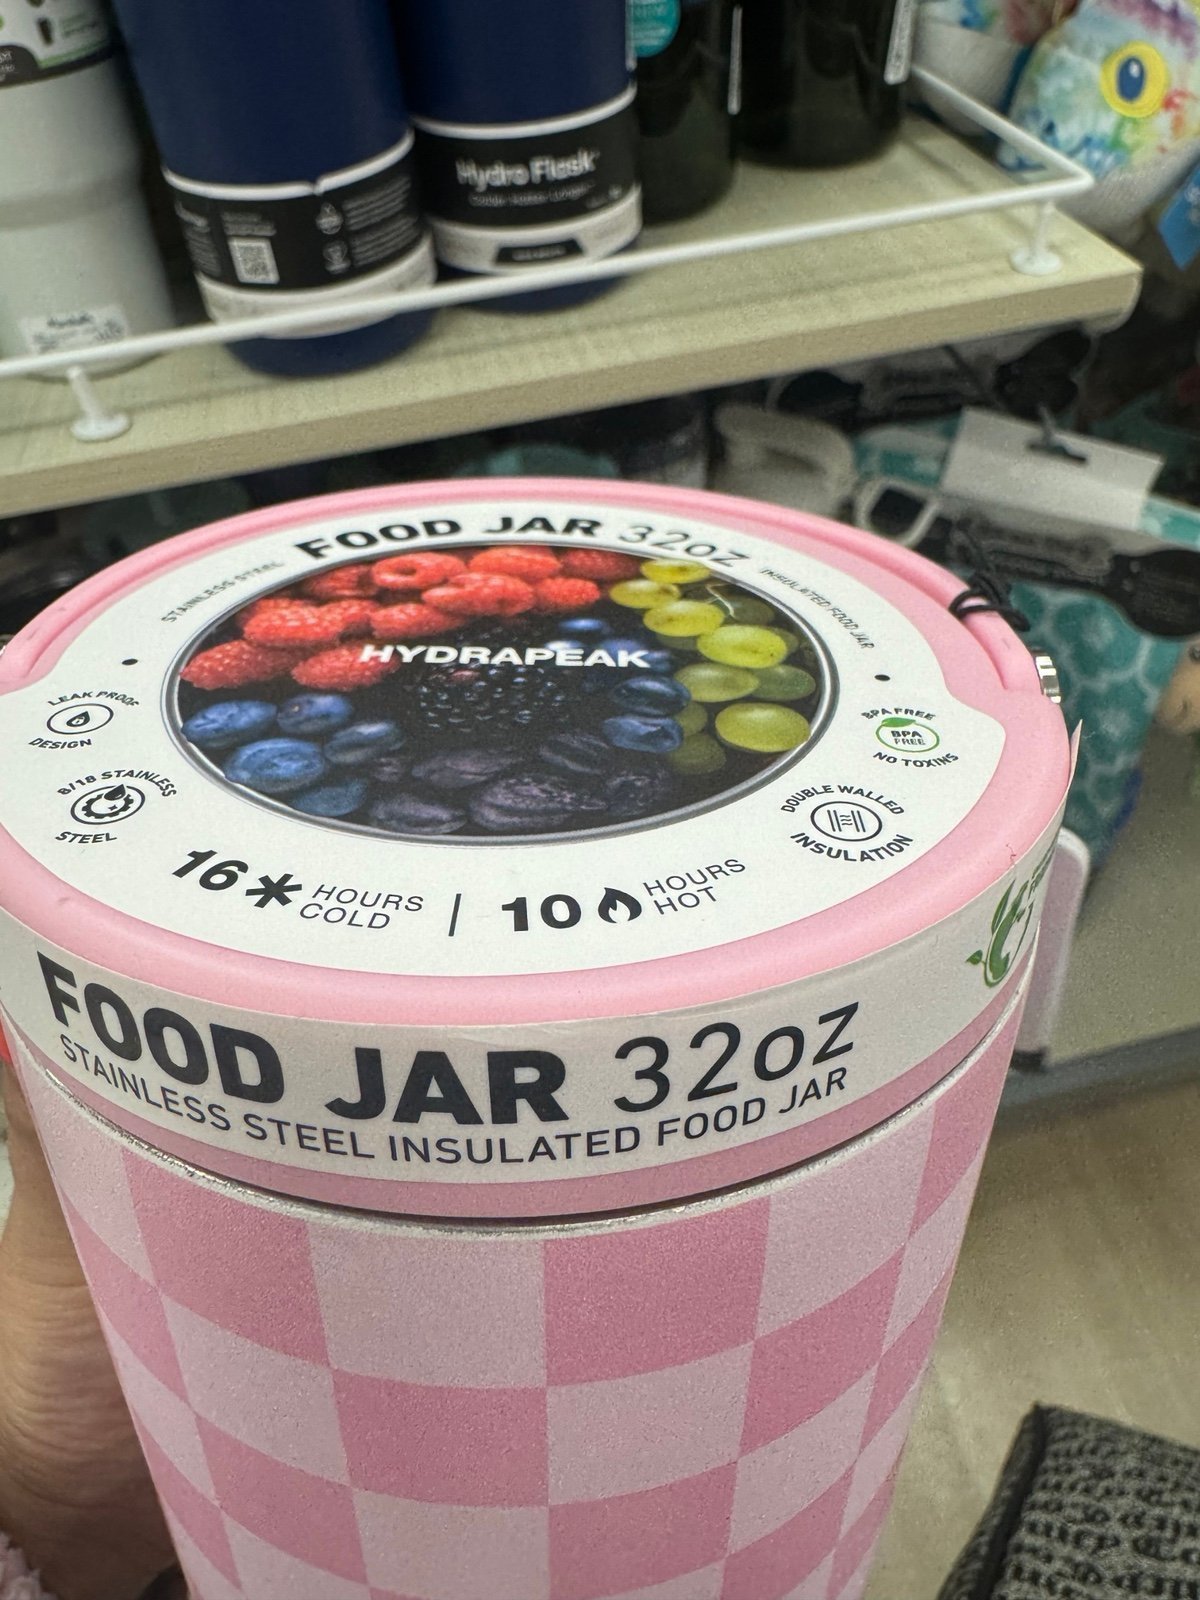 Hydro Flask
FOOD JAR 32oz
STAINLESS STEEL
INSULATED FOOD JAR
HYDRAPEAK
LEAK PROOF
DESIGN
BPA FREE
BPA
FREE
NO TOXINS
8/18 STAINLESS
STEEL
DOUBLE WALLED
INSULATION
16 HOURS
COLD
10 HOURS
HOT
FOOD JAR 32oz
STAINLESS STEEL INSULATED FOOD JAR